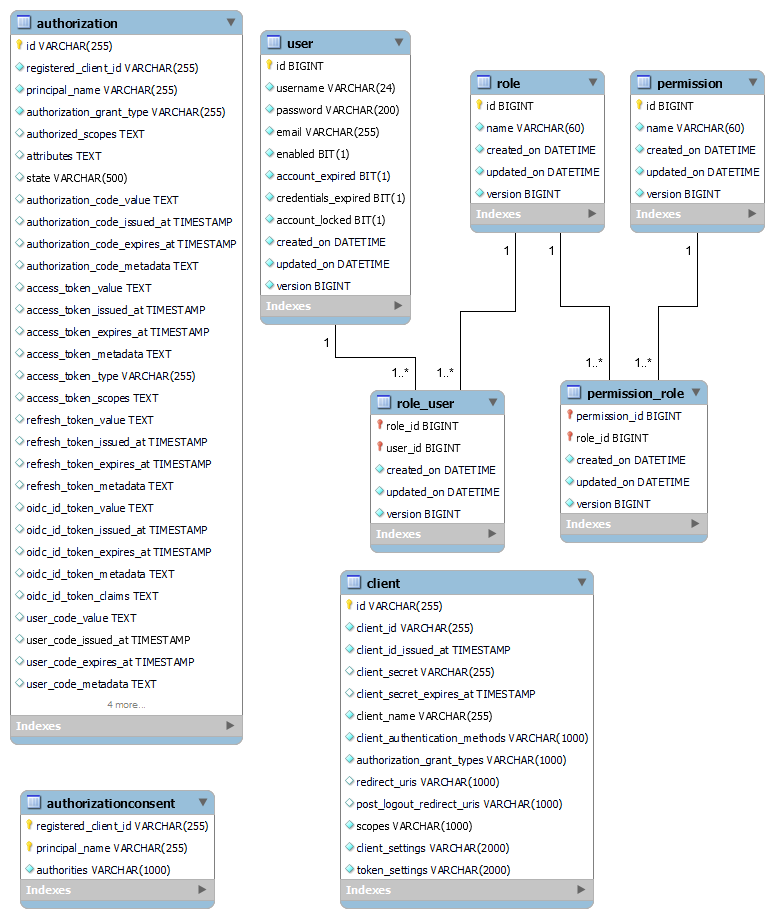 authorization
id VARCHAR(255)
registered_client_id VARCHAR(255)
principal_name VARCHAR(255)
authorization_grant_type VARCHAR(255)
authorized_scopes TEXT
attributes TEXT
state VARCHAR(500)
authorization_code_value TEXT
authorization_code_issued_at TIMESTAMP
authorization_code_expires_at TIMESTAMP
authorization_code_metadata TEXT
access_token_value TEXT
access_token_issued_at TIMESTAMP
access_token_expires_at TIMESTAMP
access_token_metadata TEXT
access_token_type VARCHAR(255)
access_token_scopes TEXT
refresh_token_value TEXT
refresh_token_issued_at TIMESTAMP
refresh_token_expires_at TIMESTAMP
refresh_token_metadata TEXT
oidc_id_token_value TEXT
oidc_id_token_issued_at TIMESTAMP
oidc_id_token_expires_at TIMESTAMP
oidc_id_token_metadata TEXT
oidc_id_token_claims TEXT
user_code_value TEXT
user_code_issued_at TIMESTAMP
user_code_expires_at TIMESTAMP
user_code_metadata TEXT
4 more...
Indexes
user
id BIGINT
username VARCHAR(24)
password VARCHAR(200)
email VARCHAR(255)
enabled BIT(1)
account_expired BIT(1)
credentials_expired BIT(1)
account_locked BIT(1)
created_on DATETIME
updated_on DATETIME
version BIGINT
Indexes
role
id BIGINT
name VARCHAR(60)
created_on DATETIME
updated_on DATETIME
version BIGINT
Indexes
permission
id BIGINT
name VARCHAR(60)
created_on DATETIME
updated_on DATETIME
version BIGINT
Indexes
1
1
1
1
1..*
1..*
1..*
1..*
role_user
role_id BIGINT
user_id BIGINT
created_on DATETIME
updated_on DATETIME
version BIGINT
Indexes
permission_role
permission_id BIGINT
role_id BIGINT
created_on DATETIME
updated_on DATETIME
version BIGINT
Indexes
client
id VARCHAR(255)
client_id VARCHAR(255)
client_id_issued_at TIMESTAMP
client_secret VARCHAR(255)
client_secret_expires_at TIMESTAMP
client_name VARCHAR(255)
client_authentication_methods VARCHAR(1000)
authorization_grant_types VARCHAR(1000)
redirect_uris VARCHAR(1000)
post_logout_redirect_uris VARCHAR(1000)
scopes VARCHAR(1000)
client_settings VARCHAR(2000)
token_settings VARCHAR(2000)
Indexes
authorizationconsent
registered_client_id VARCHAR(255)
principal_name VARCHAR(255)
authorities VARCHAR(1000)
Indexes